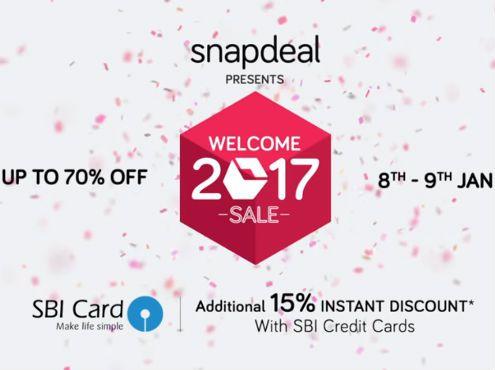 snapdeal
PRESENTS
WELCOME
2017
-SALE-
UP TO 70% OFF
8TH - 9TH JAN
SBI Card
Make life simple
Additional 15% INSTANT DISCOUNT*
With SBI Credit Cards